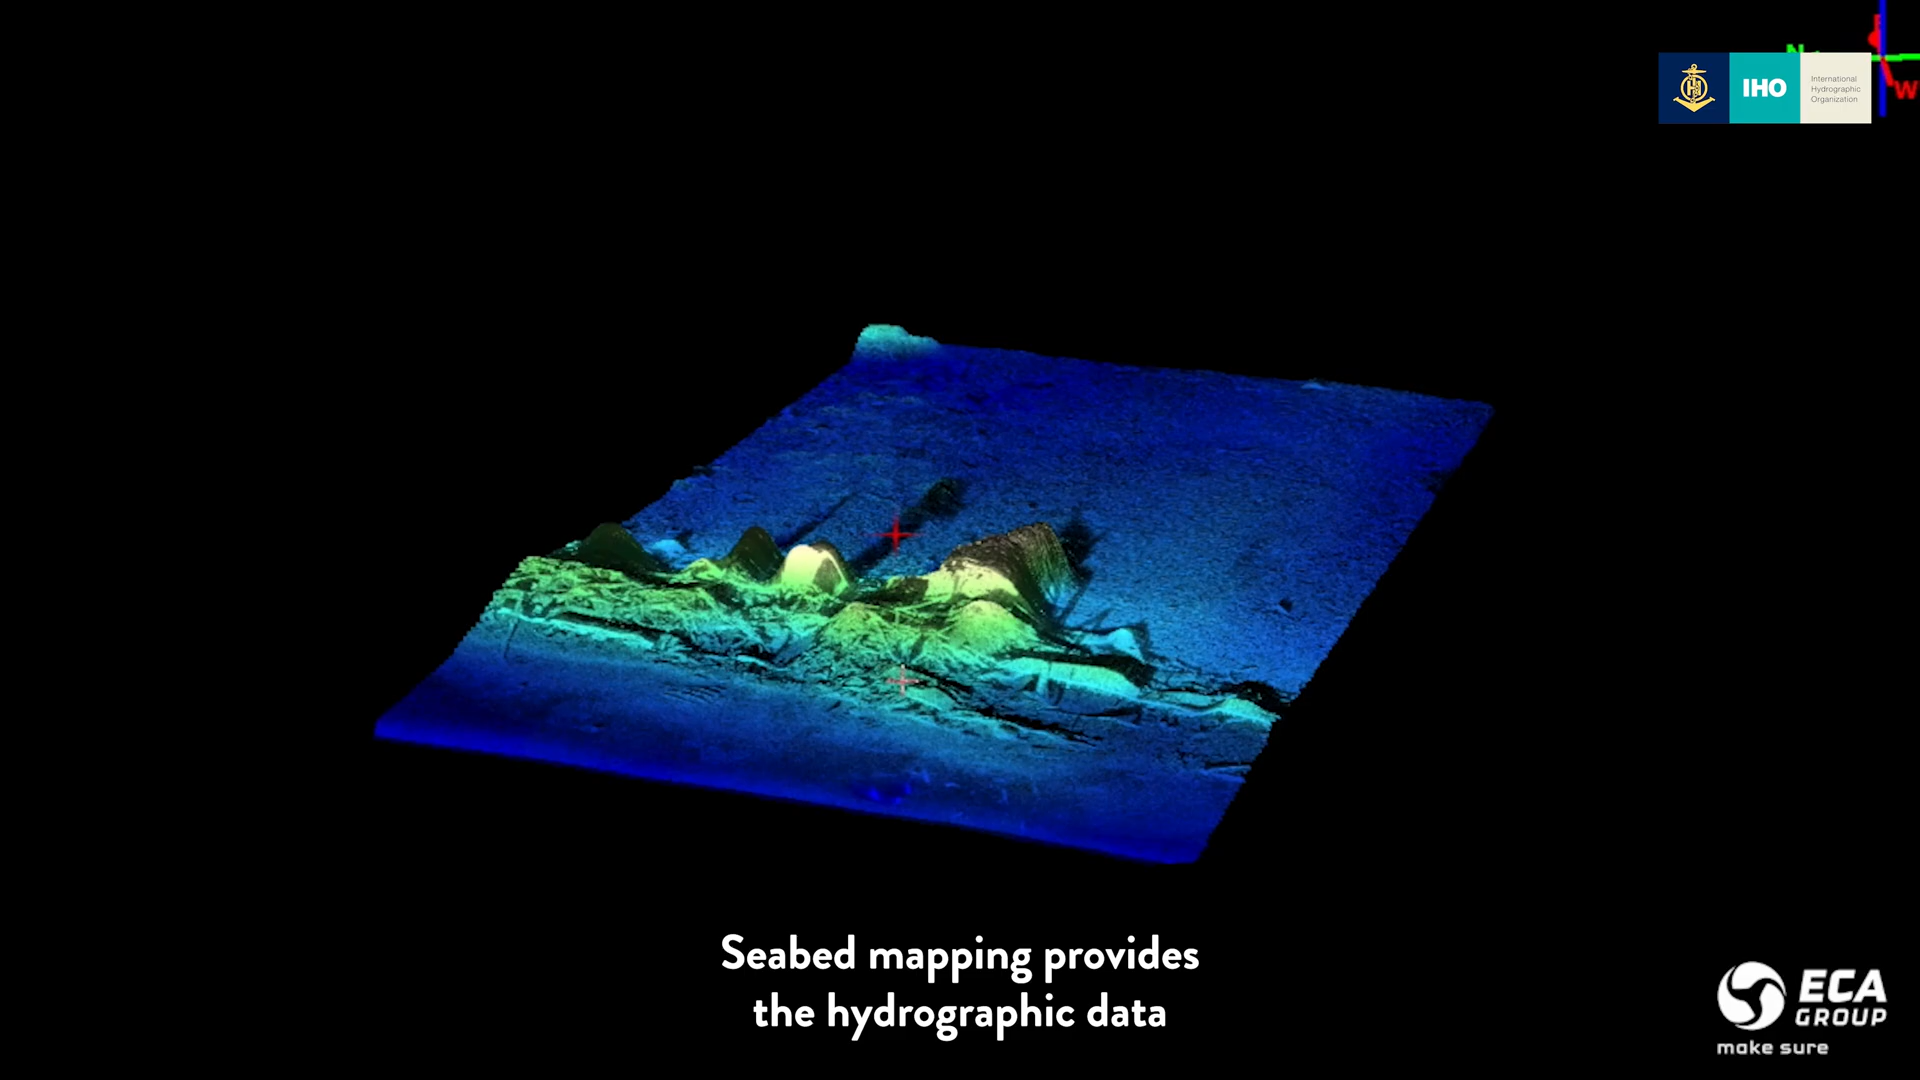 N
W
IHO
International
Hydrographic
Organization
Seabed mapping provides
the hydrographic data
ECA
GROUP
make sure